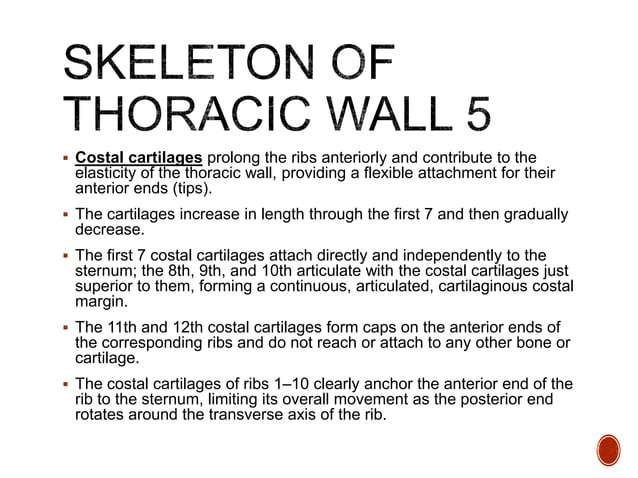 SKELETON OF
THORACIC WALL 5
▪ Costal cartilages prolong the ribs anteriorly and contribute to the
elasticity of the thoracic wall, providing a flexible attachment for their
anterior ends (tips).
▪ The cartilages increase in length through the first 7 and then gradually
decrease.
▪ The first 7 costal cartilages attach directly and independently to the
sternum; the 8th, 9th, and 10th articulate with the costal cartilages just
superior to them, forming a continuous, articulated, cartilaginous costal
margin.
▪ The 11th and 12th costal cartilages form caps on the anterior ends of
the corresponding ribs and do not reach or attach to any other bone or
cartilage.
▪ The costal cartilages of ribs 1–10 clearly anchor the anterior end of the
rib to the sternum, limiting its overall movement as the posterior end
rotates around the transverse axis of the rib.